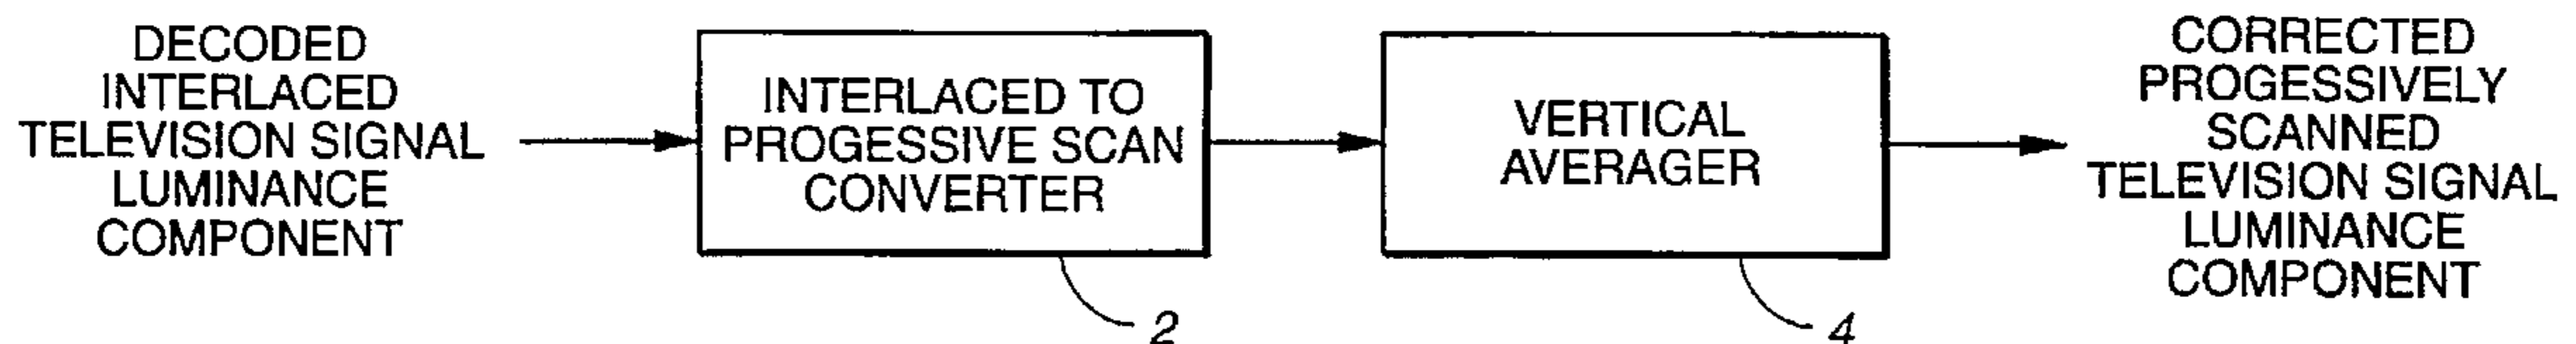 DECODED
INTERLACED
TELEVISION SIGNAL
LUMINANCE
COMPONENT
INTERLACED TO
PROGESSIVE SCAN
CONVERTER
2
VERTICAL
AVERAGER
4
CORRECTED
PROGESSIVELY
SCANNED
TELEVISION SIGNAL
LUMINANCE
COMPONENT